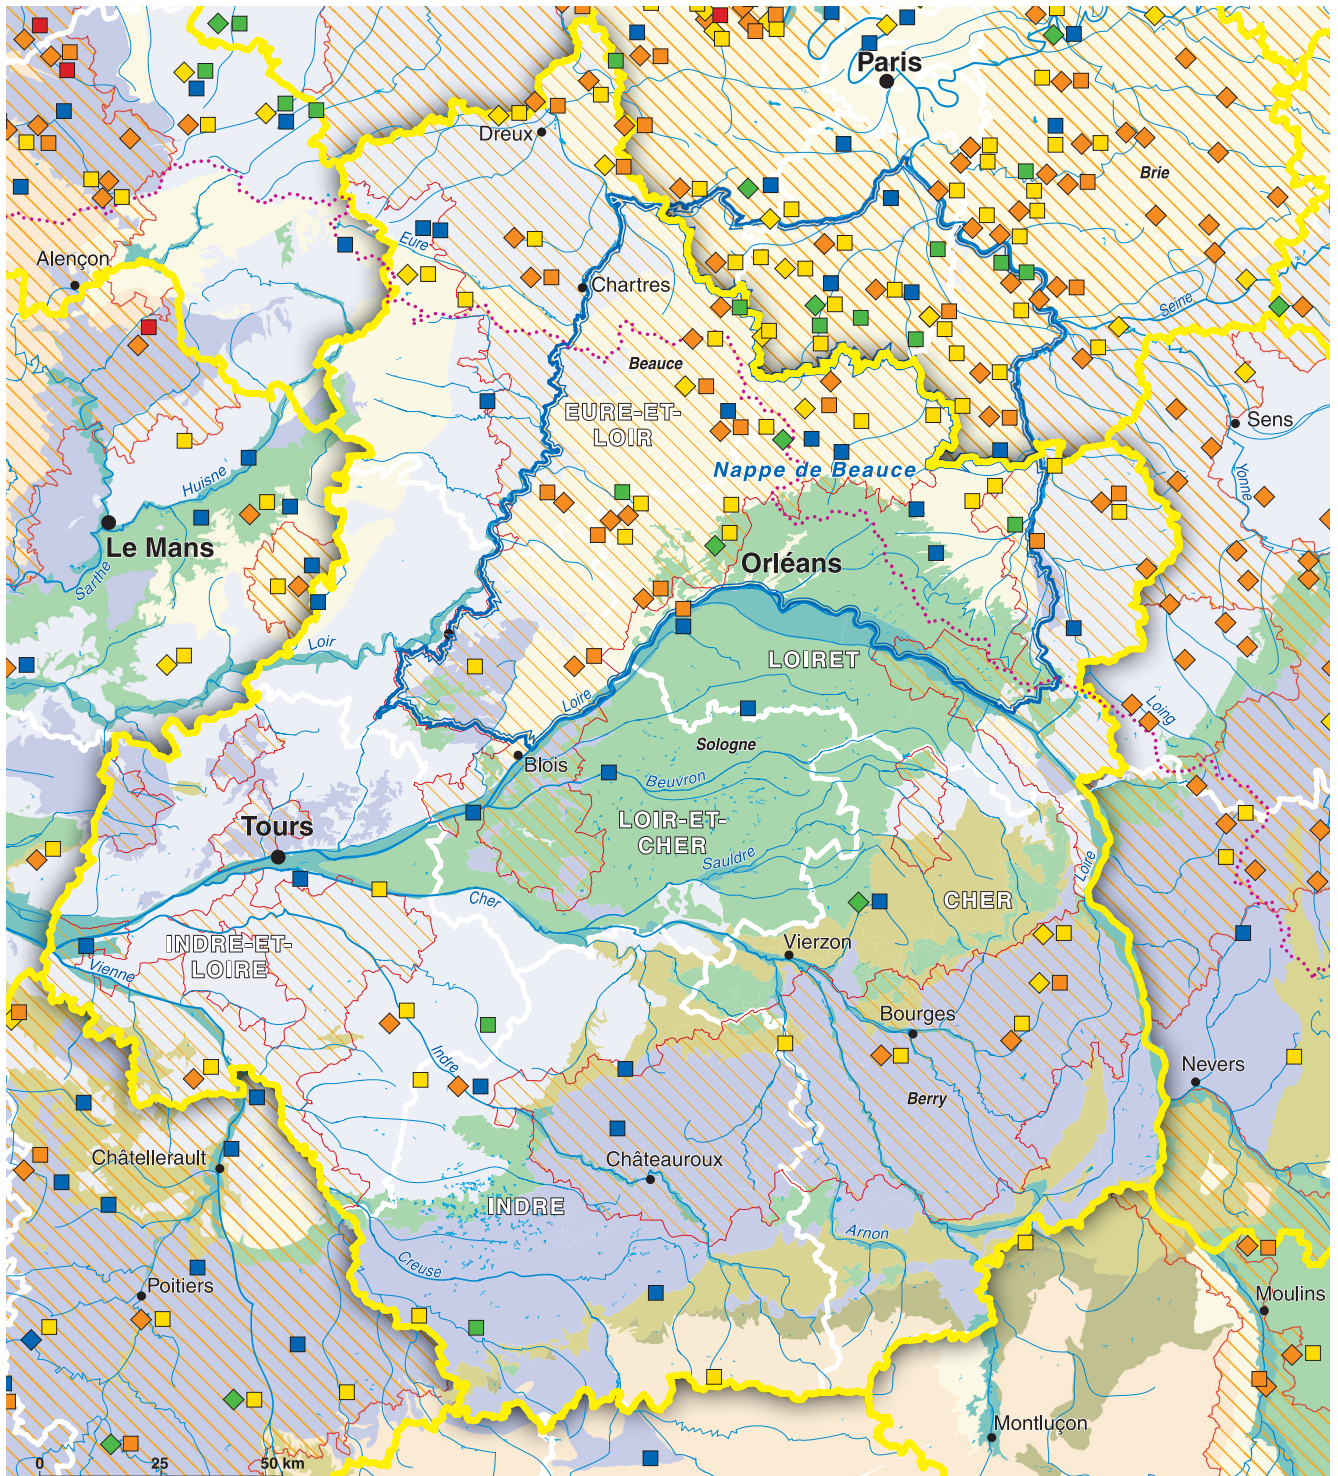 Paris
Dreux
Brie
Eure
Alençon
Chartres
Seine
Beauce
EURE-ET-
LOIR
Sens
Nappe de Beauce
Yonne
Huisne
Le Mans
Orléans
Sarthe
Loir
LOIRET
Loire
Loing
Sologne
Blois
Beuvron
Tours
LOIR-ET-
CHER
Sauldre
Loire
Cher
CHER
INDRE-ET-
LOIRE
Vierzon
Vienne
Bourges
Indre
Nevers
Berry
Châtellerault
Châteauroux
INDRE
Arnon
Creuse
Poitiers
Moulins
Montluçon
0 25 50 km